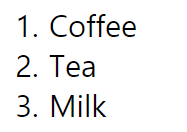 1. Coffee
2. Tea
3. Milk